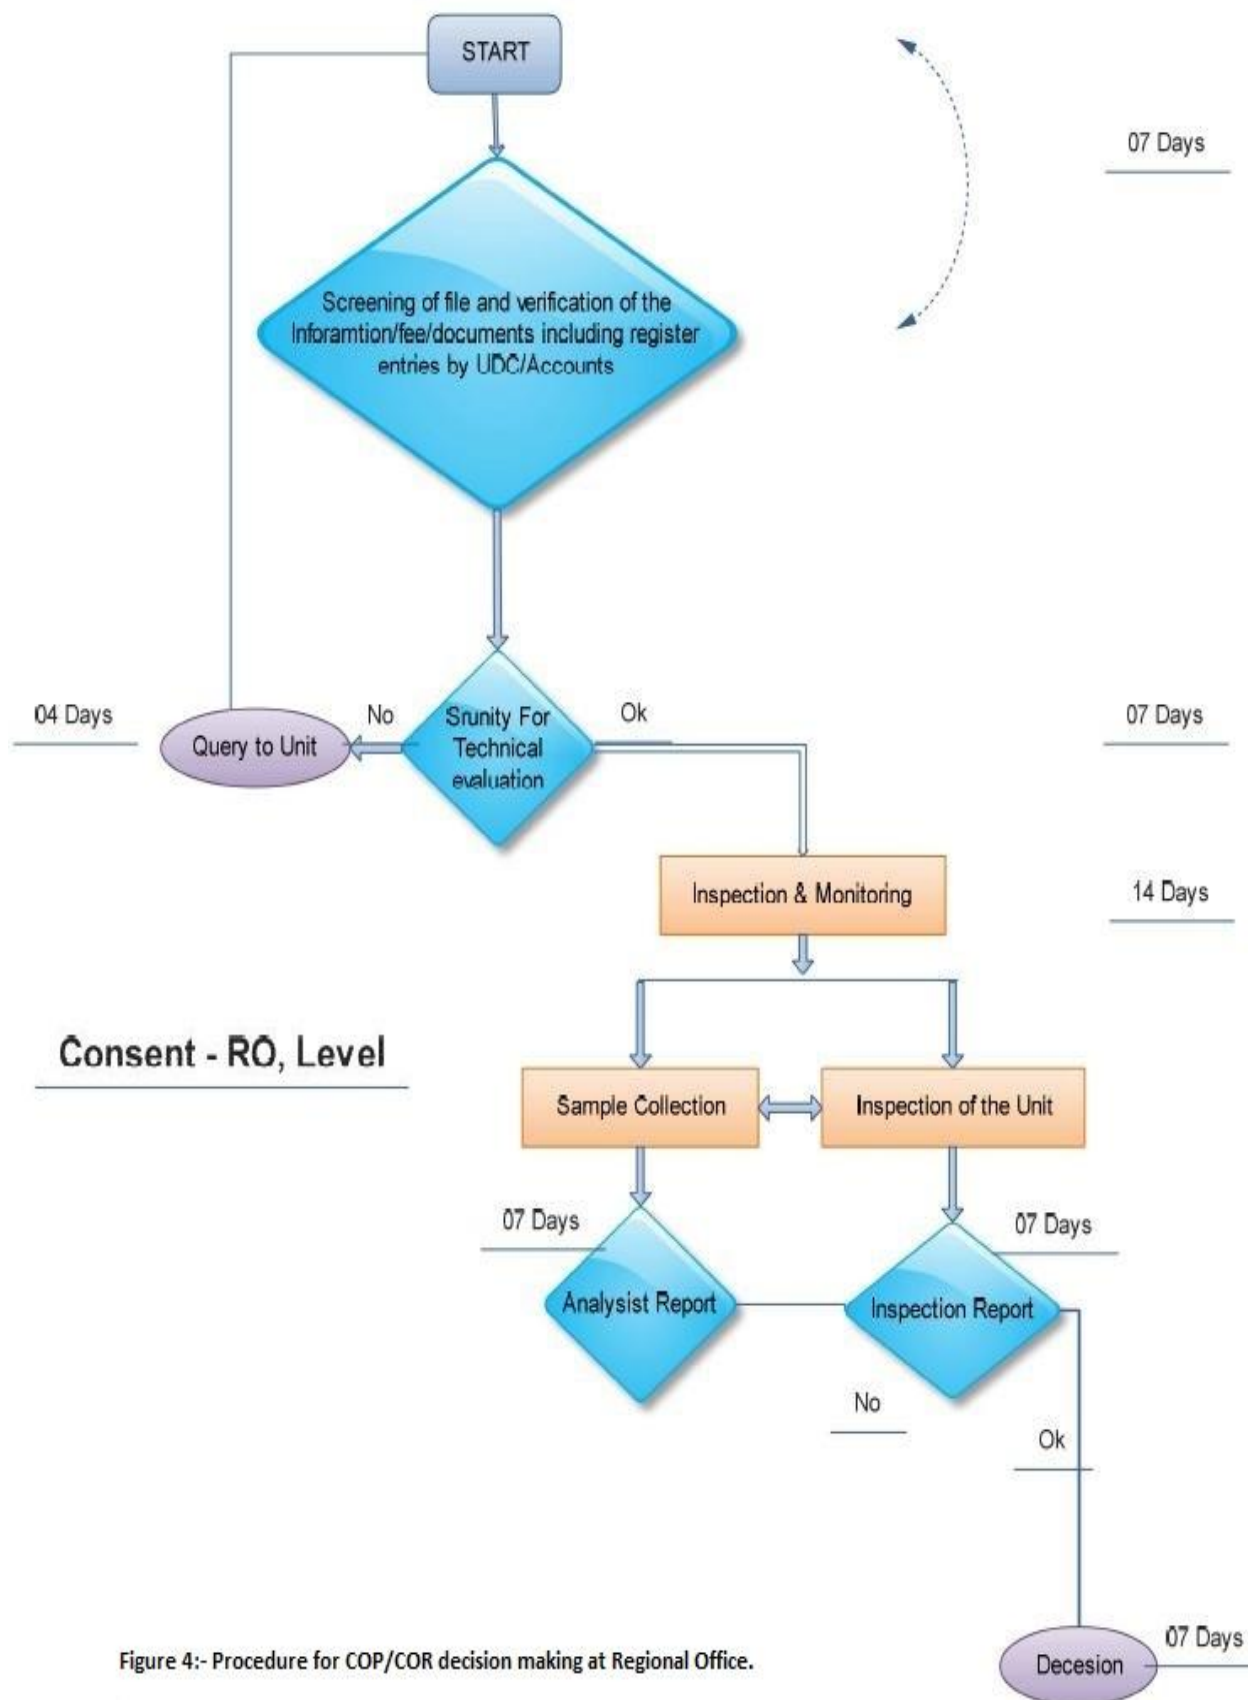 START
07 Days
Screening of file and verification of the
Inforamtion/fee/documents including register
entries by UDC/Accounts
04 Days
Query to Unit
No
Srunity For
Technical
evaluation
Ok
07 Days
Inspection & Monitoring
14 Days
Consent - RO, Level
Sample Collection
Inspection of the Unit
07 Days
07 Days
Analysist Report
Inspection Report
No
Ok
Figure 4:- Procedure for COP/COR decision making at Regional Office.
Decesion
07 Days